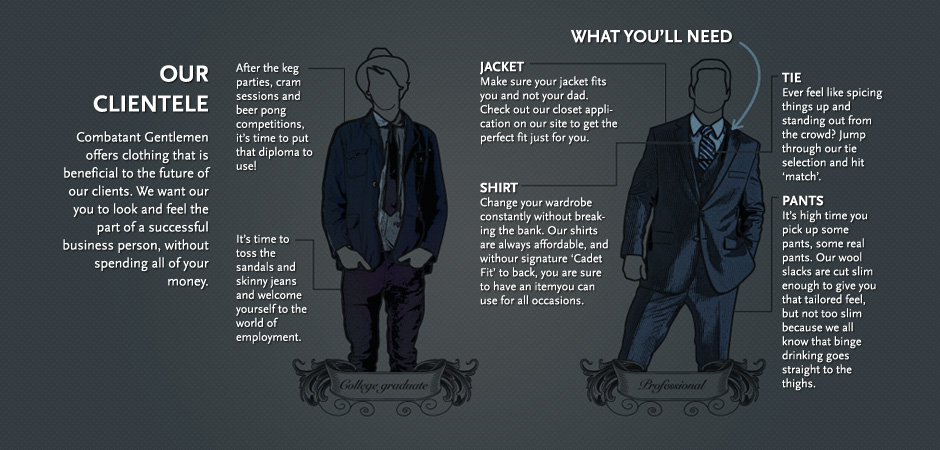 OUR
CLIENTELE
Combatant Gentlemen
offers clothing that is
beneficial to the future of
our clients. We want our
you to look and feel the
part of a successful
business person, without
spending all of your
money.
After the keg
parties, cram
sessions and
beer pong
competitions,
it's time to put
that diploma to
use!
It's time to
toss the
sandals and
skinny jeans
and welcome
yourself to the
world of
employment.
College graduate
WHAT YOU'LL NEED
JACKET
Make sure your jacket fits
you and not your dad.
Check out our closet appli-
cation on our site to get the
perfect fit just for you.
SHIRT
Change your wardrobe
constantly without break-
ing the bank. Our shirts
are always affordable, and
withour signature 'Cadet
Fit' to back, you are sure
to have an itemyou can
use for all occasions.
TIE
Ever feel like spicing
things up and
standing out from
the crowd? Jump
through our tie
selection and hit
'match'.
PANTS
It's high time you
pick up some
pants, some real
pants. Our wool
slacks are cut slim
enough to give you
that tailored feel,
but not too slim
because we all
know that binge
drinking goes
straight to the
thighs.
Professional